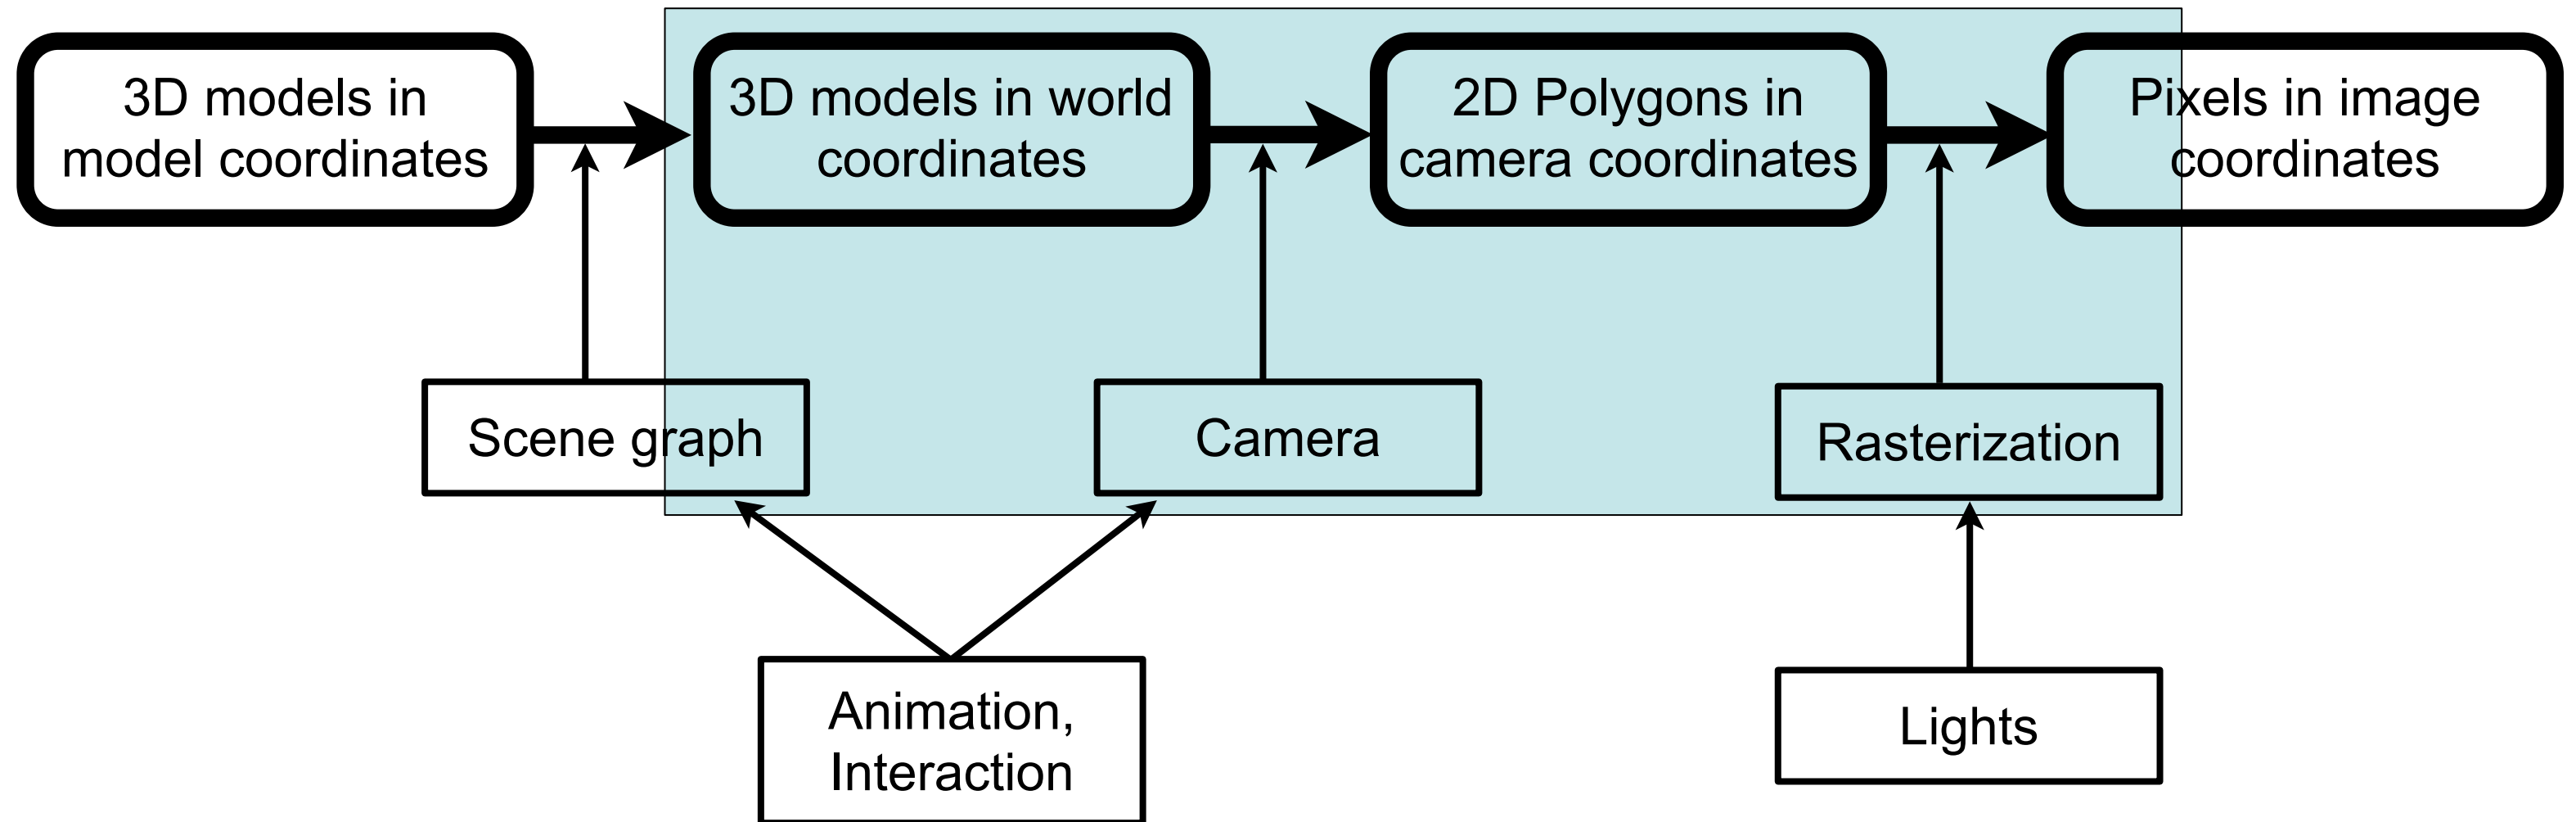 3D models in
model coordinates
3D models in world
coordinates
2D Polygons in
camera coordinates
Pixels in image
coordinates
Scene graph
Camera
Rasterization
Animation,
Interaction
Lights